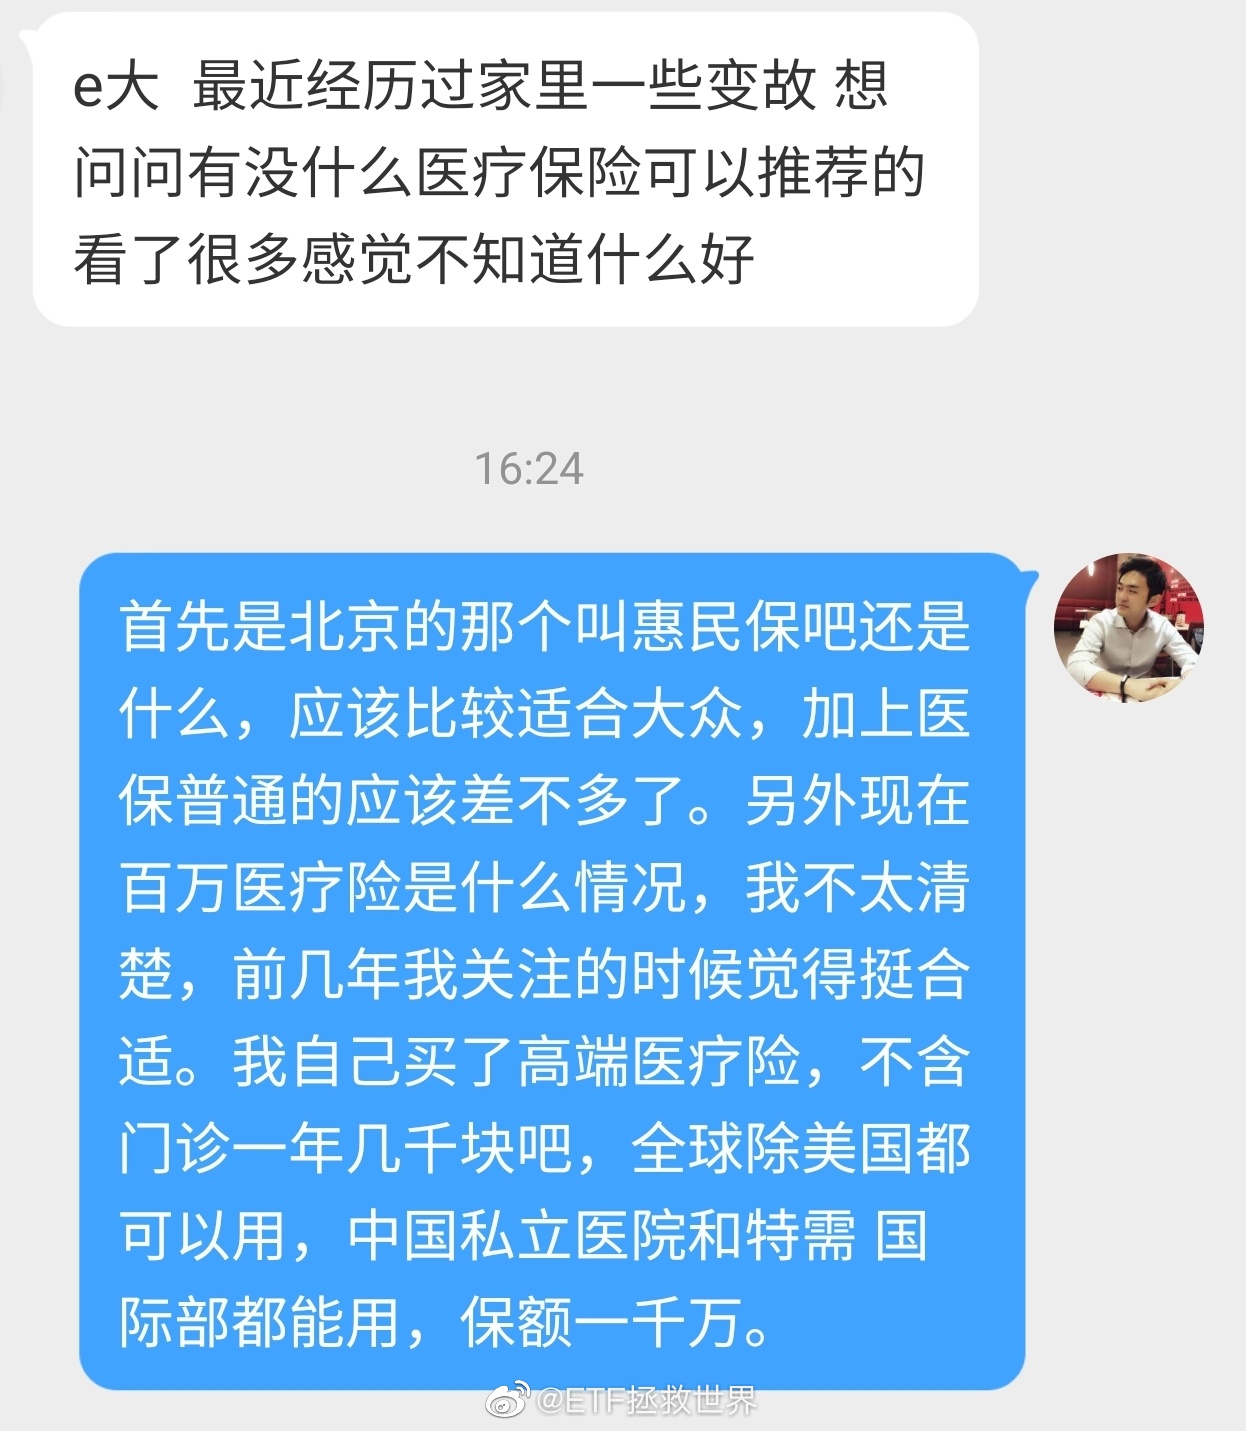 e大 最近经历过家里一些变故 想
问问有没什么医疗保险可以推荐的
看了很多感觉不知道什么好
16:24
首先是北京的那个叫惠民保吧还是
什么，应该比较适合大众，加上医
保普通的应该差不多了。另外现在
百万医疗险是什么情况，我不太清
楚，前几年我关注的时候觉得挺合
适。我自己买了高端医疗险，不含
门诊一年几千块吧，全球除美国都
可以用，中国私立医院和特需 国
际部都能用，保额一千万。
@ETF拯救世界